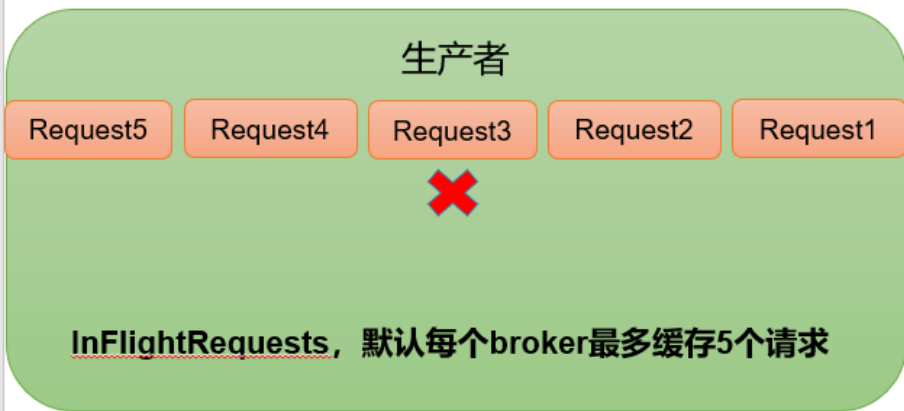 生产者
Request5 Request4 Request3 Request2 Request1
InFlightRequests，默认每个broker最多缓存5个请求